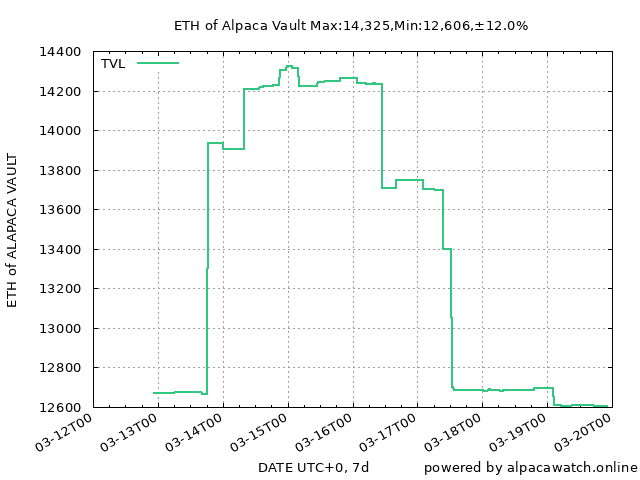 ETH of Alpaca Vault Max:14,325,Min:12,606,±12.0%
TVL
14400
14200
14000
13800
13600
13400
13200
13000
12800
12600
ETH of ALAPACA VAULT
03-12T00
03-13T00
03-14T00
03-15T00
03-16T00
03-17T00
03-18T00
03-19T00
03-20T00
DATE UTC+0, 7d
powered by alpacawatch.online